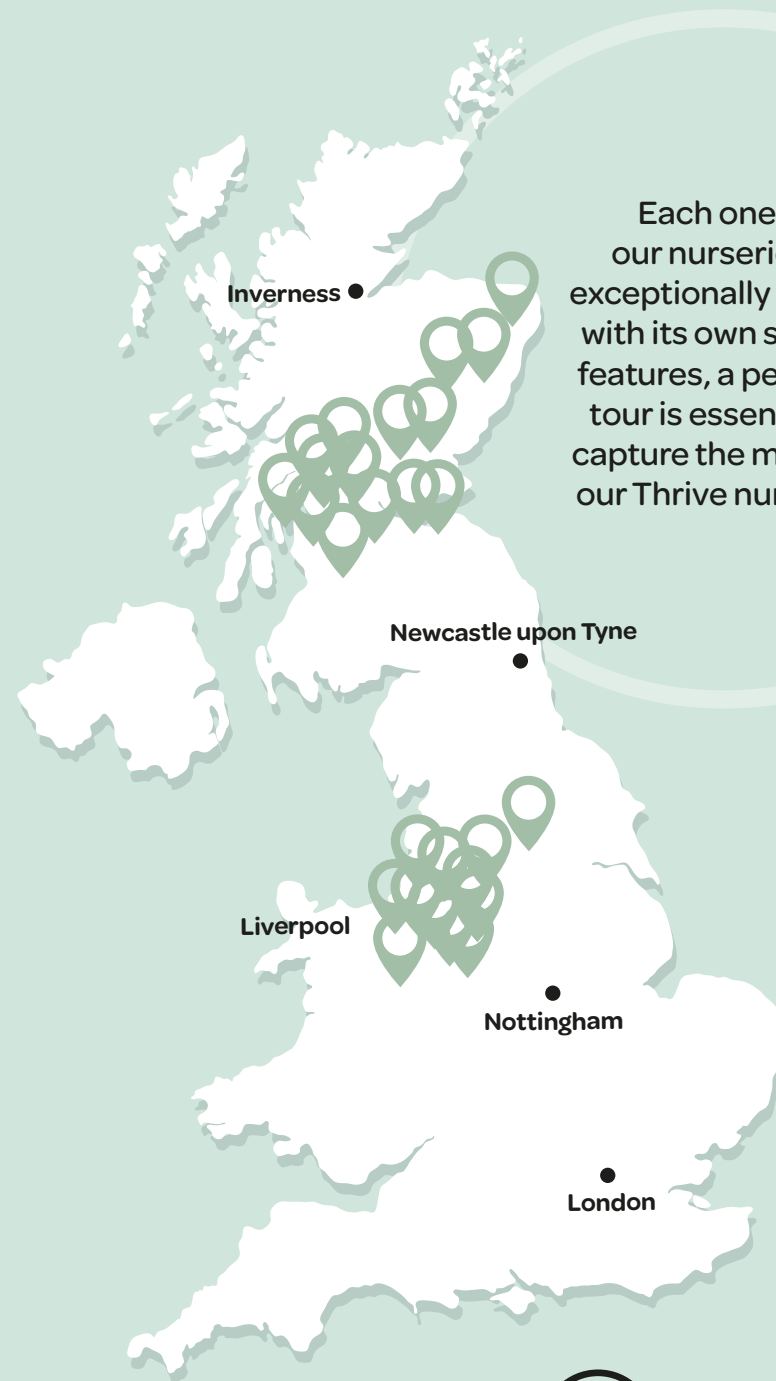 Each one
our nurseri
exceptionally
with its own s
features, a pe
tour is essen
capture the m
our Thrive nur
Inverness
Newcastle upon Tyne
Liverpool
Nottingham
London